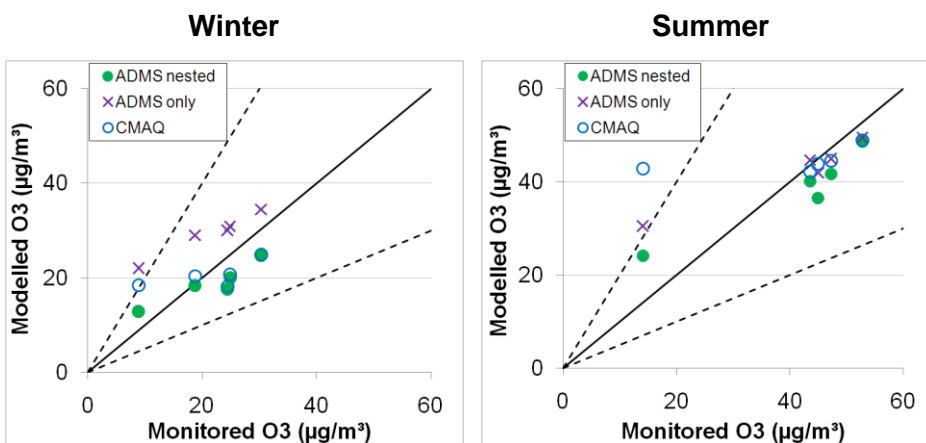 Winter
Modelled O3 (µg/m³)
60
40
20
0
ADMS nested
ADMS only
CMAQ
0 20 40 60
Monitored O3 (µg/m³)
Summer
Modelled O3 (µg/m³)
60
40
20
0
ADMS nested
ADMS only
CMAQ
0 20 40 60
Monitored O3 (µg/m³)